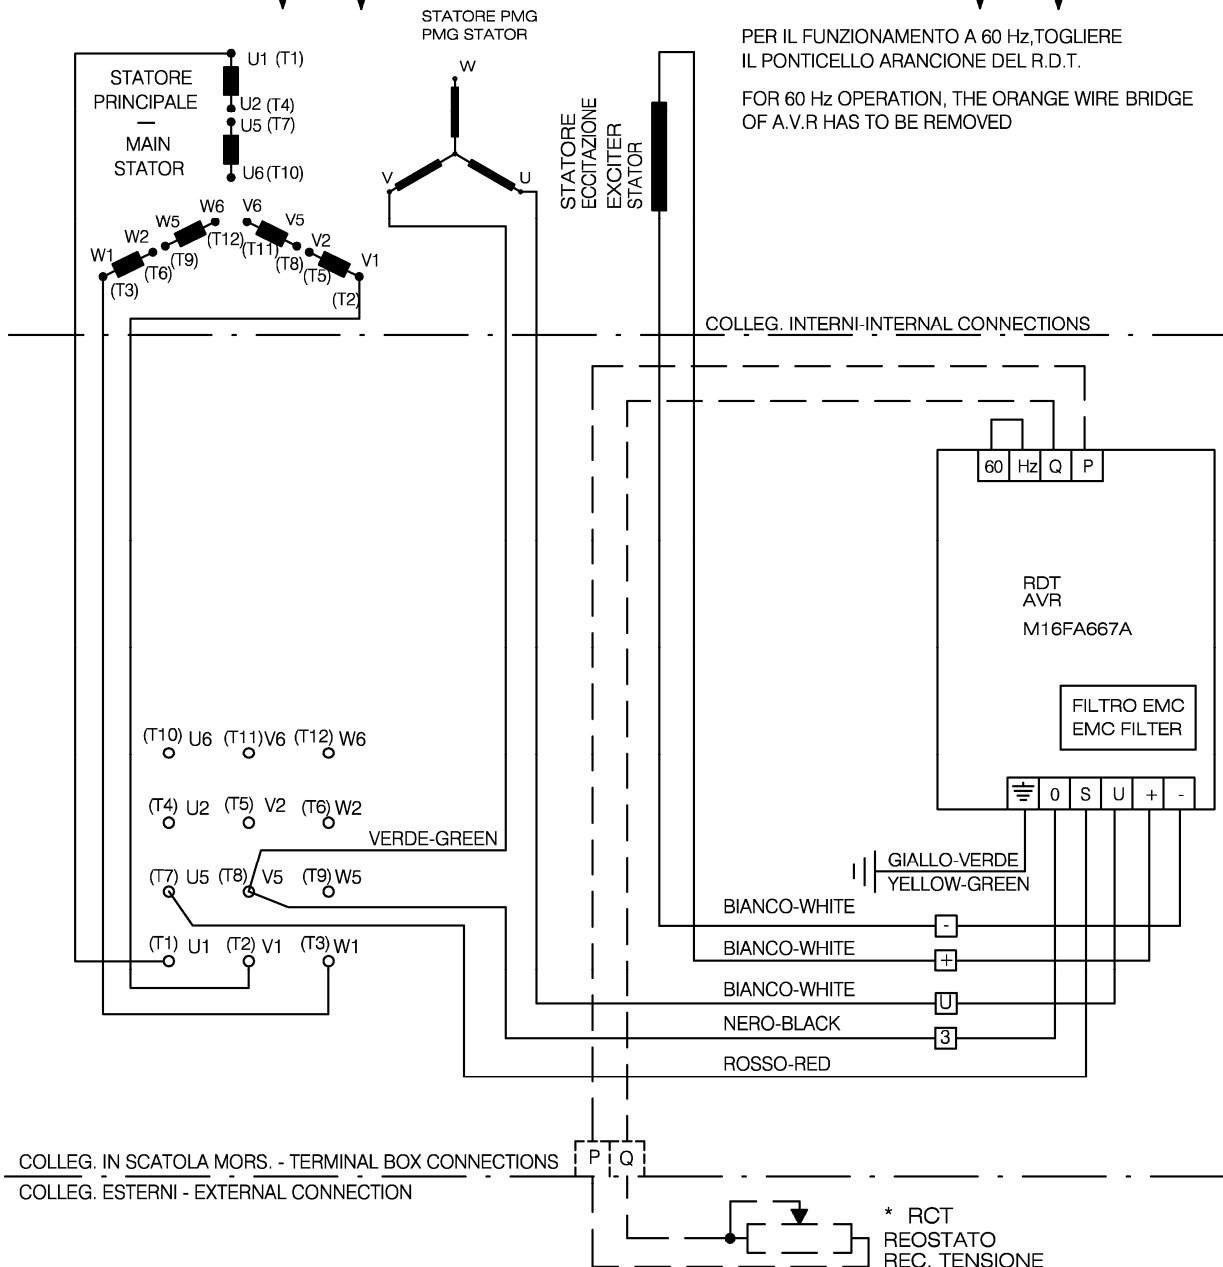 STATORE PMG
PMG STATOR
PER IL FUNZIONAMENTO A 60 Hz,TOGLIERE
IL PONTICELLO ARANCIONE DEL R.D.T.
FOR 60 Hz OPERATION, THE ORANGE WIRE BRIDGE
OF A.V.R HAS TO BE REMOVED
STATORE
PRINCIPALE
—
MAIN
STATOR
U1 (T1)
U2 (T4)
U5 (T7)
U6 (T10)
W6
V6
W5
V5
W2
V2
W1
V1
(T12)
(T11)
(T9)
(T8)
(T6)
(T5)
(T3)
(T2)
W
V
U
STATORE
ECCITAZIONE
EXCITER
STATOR
COLLEG. INTERNI-INTERNAL CONNECTIONS
60 Hz Q P
RDT
AVR
M16FA667A
FILTRO EMC
EMC FILTER
0 S U + -
(T10) U6 (T11) V6 (T12) W6
(T4) U2 (T5) V2 (T6) W2
VERDE-GREEN
(T7) U5 (T8) V5 (T9) W5
(T1) U1 (T2) V1 (T3) W1
GIALLO-VERDE
YELLOW-GREEN
BIANCO-WHITE -
BIANCO-WHITE +
BIANCO-WHITE U
NERO-BLACK 3
ROSSO-RED
COLLEG. IN SCATOLA MORS. - TERMINAL BOX CONNECTIONS P Q
COLLEG. ESTERNI - EXTERNAL CONNECTION
* RCT
REOSTATO
REC. TENSIONE